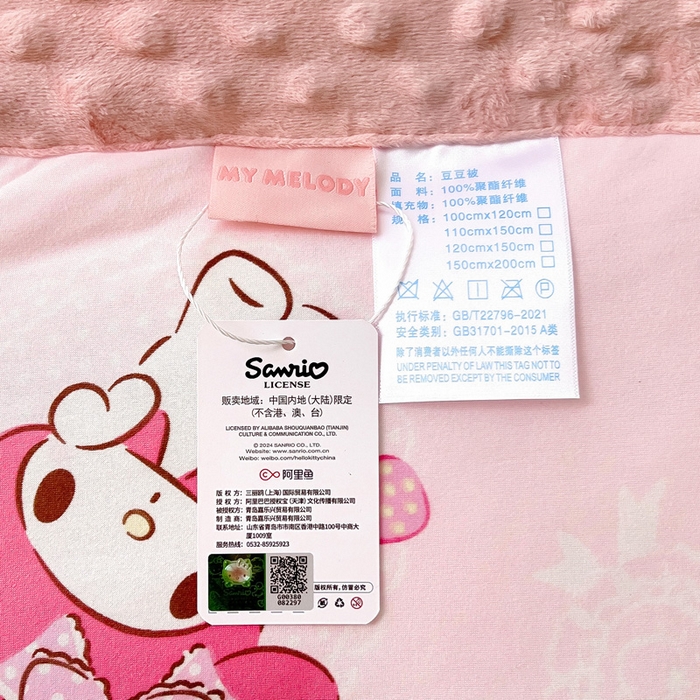 MY MELODY
品 名：豆豆被
面 料：100%聚酯纤维
填充物：100%聚酯纤维
规 格：100cmx120cm
110cmx150cm
120cmx150cm
150cmx200cm
执行标准：GB/T22796-2021
安全类别：GB31701-2015 A类
除了消费者以外任何人不能撕除这个标签
UNDER PENALTY OF LAW THIS TAG NOT TO
BE REMOVED EXCEPT BY THE CONSUMER
Sanrio
LICENSE
贩卖地域：中国内地(大陆)限定
(不含港、澳、台)
LICENSED BY ALIBABA SHOUQUANBAO (TIANJIN)
CULTURE & COMMUNICATION CO., LTD.
© 2024 SANRIO CO., LTD.
Website: www.sanrio.com.cn
Weibo: weibo.com/hellokittychina
阿里鱼
版 权 方：三丽鸥(上海)国际贸易有限公司
授 权 方：阿里巴巴授权宝(天津)文化传播有限公司
被授权方：青岛嘉乐兴贸易有限公司
制 造 商：青岛嘉乐兴贸易有限公司
联系地址：山东省青岛市市南区香港中路100号中商大
厦1009室
服务热线：0532-85925923
版权所有，仿冒必究
G00380
082297